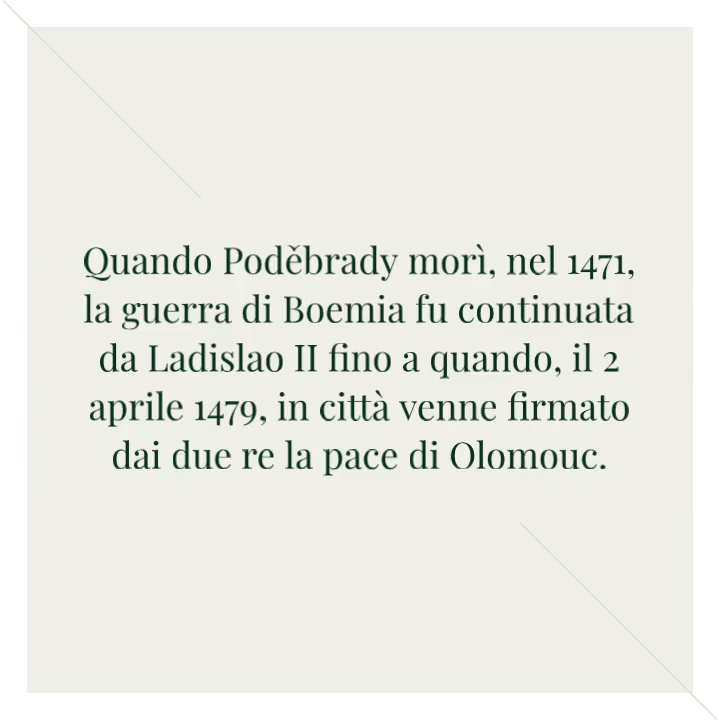 Quando Poděbrady morì, nel 1471,
la guerra di Boemia fu continuata
da Ladislao II fino a quando, il 2
aprile 1479, in città venne firmato
dai due re la pace di Olomouc.